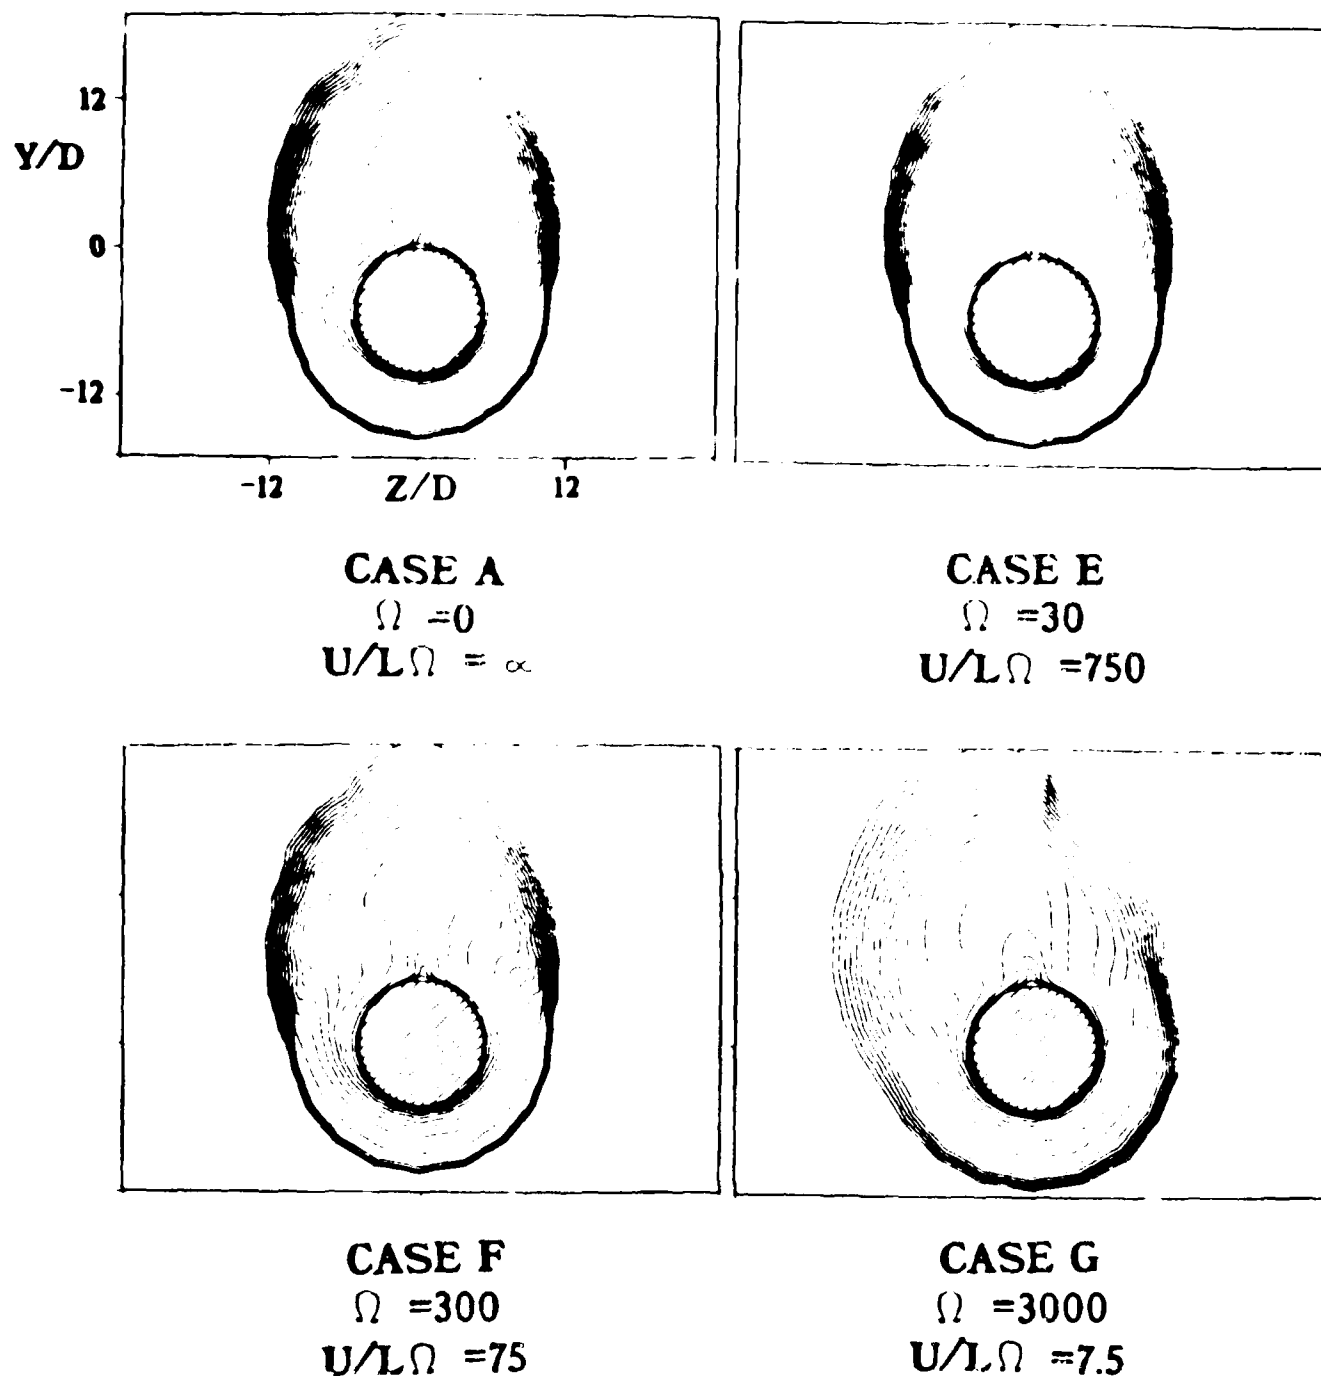 12
Y/D
0
-12
-12 Z/D 12
CASE A
Ω =0
U/LΩ = ∝
CASE E
Ω =30
U/LΩ =750
CASE F
Ω =300
U/LΩ =75
CASE G
Ω =3000
U/LΩ =7.5